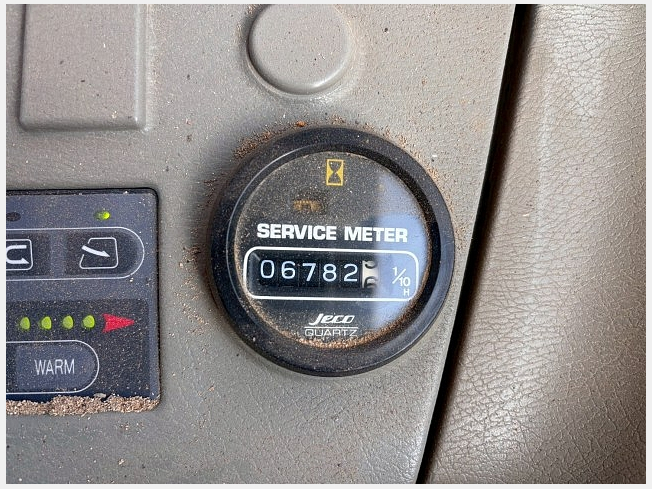 SERVICE METER
06782 1/10 H
Jeco
QUARTZ
WARM